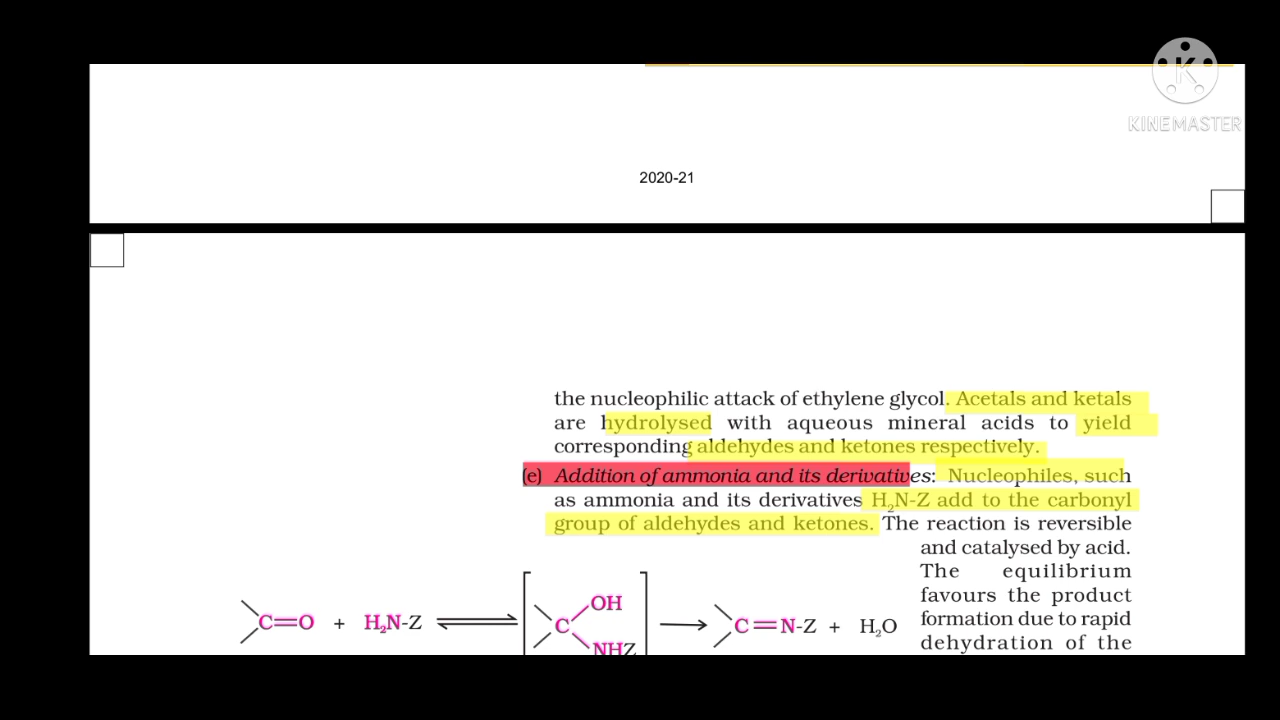 KINEMASTER
2020-21
the nucleophilic attack of ethylene glycol. Acetals and ketals
are hydrolysed with aqueous mineral acids to yield
corresponding aldehydes and ketones respectively.
(e) Addition of ammonia and its derivatives: Nucleophiles, such
as ammonia and its derivatives H₂N-Z add to the carbonyl
group of aldehydes and ketones. The reaction is reversible
and catalysed by acid.
The equilibrium
favours the product
formation due to rapid
dehydration of the
C=O + H₂N-Z ⇌ [C OH NHZ] → C=N-Z + H₂O